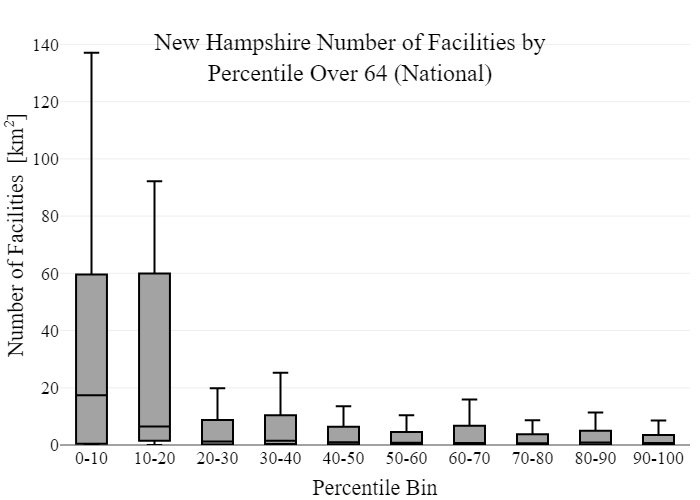 New Hampshire Number of Facilities by
Percentile Over 64 (National)
Number of Facilities [km²]
140
120
100
80
60
40
20
0
0-10 10-20 20-30 30-40 40-50 50-60 60-70 70-80 80-90 90-100
Percentile Bin